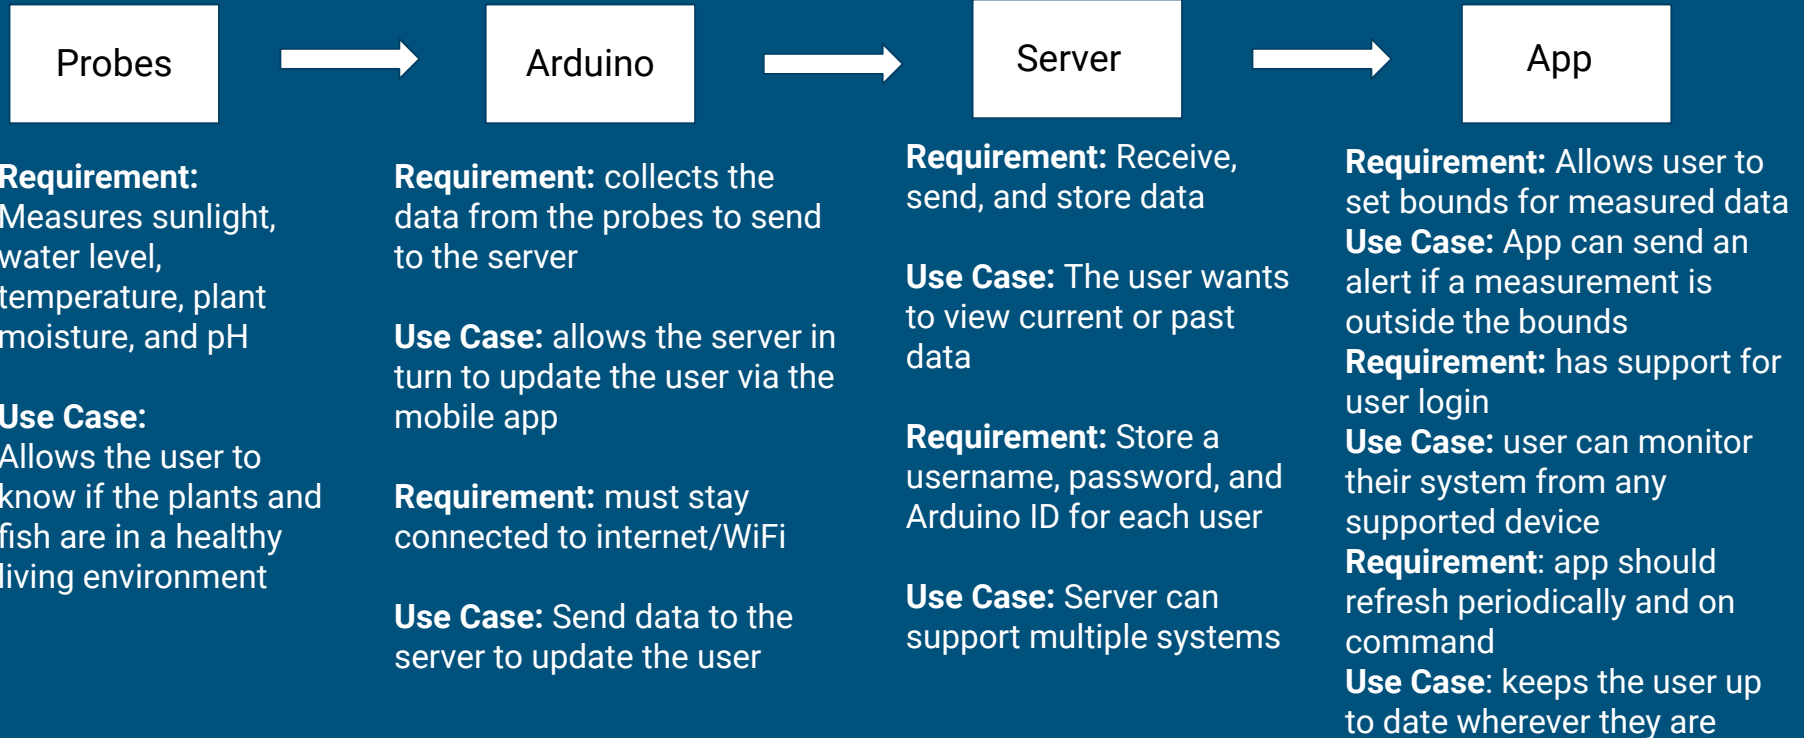 Probes
Arduino
Server
App
Requirement:
Measures sunlight,
water level,
temperature, plant
moisture, and pH
Use Case:
Allows the user to
know if the plants and
fish are in a healthy
living environment
Requirement: collects the
data from the probes to send
to the server
Use Case: allows the server in
turn to update the user via the
mobile app
Requirement: must stay
connected to internet/WiFi
Use Case: Send data to the
server to update the user
Requirement: Receive,
send, and store data
Use Case: The user wants
to view current or past
data
Requirement: Store a
username, password, and
Arduino ID for each user
Use Case: Server can
support multiple systems
Requirement: Allows user to
set bounds for measured data
Use Case: App can send an
alert if a measurement is
outside the bounds
Requirement: has support for
user login
Use Case: user can monitor
their system from any
supported device
Requirement: app should
refresh periodically and on
command
Use Case: keeps the user up
to date wherever they are